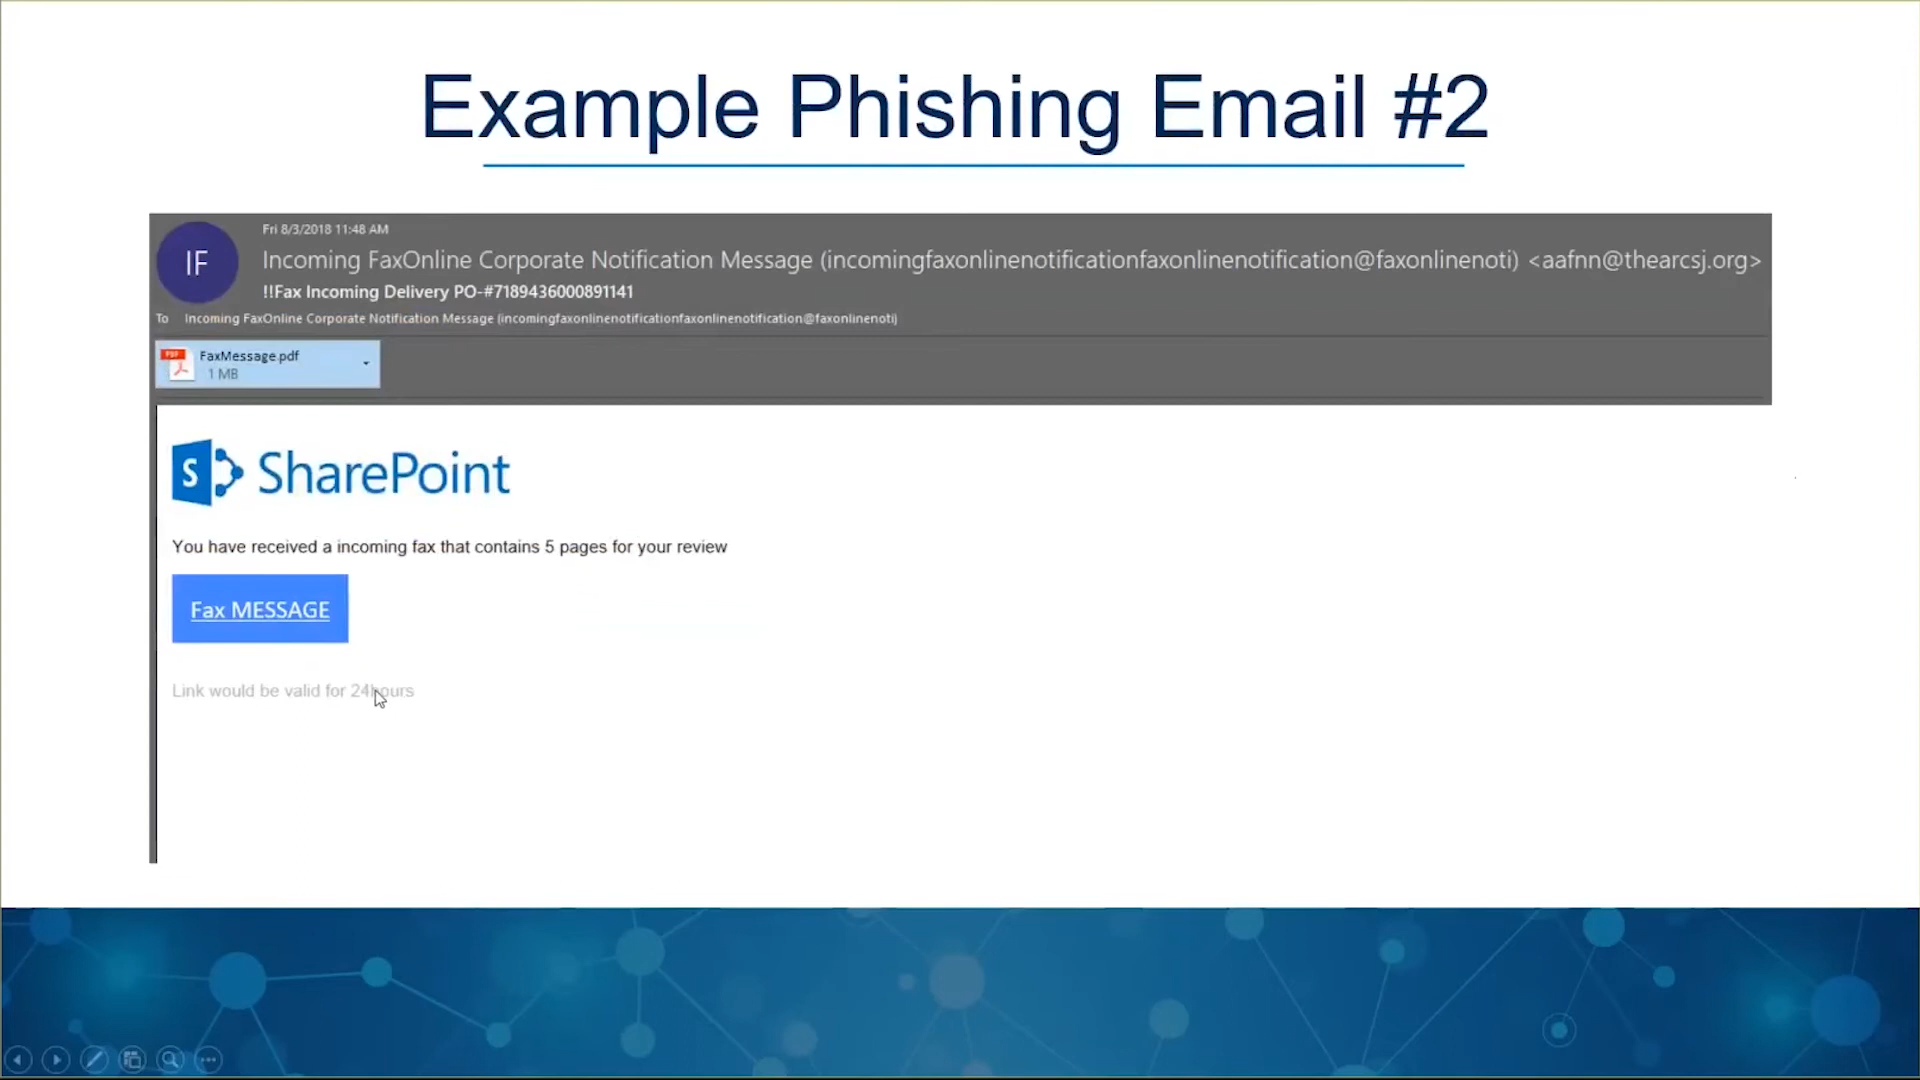 Example Phishing Email #2
Fri 8/3/2018 11:48 AM
IF
Incoming FaxOnline Corporate Notification Message (incomingfaxonlinenotificationfaxonlinenotification@faxonlinenoti) <aafnn@thearcsj.org>
!!Fax Incoming Delivery PO-#7189436000891141
To Incoming FaxOnline Corporate Notification Message (incomingfaxonlinenotificationfaxonlinenotification@faxonlinenoti)
PDF
FaxMessage.pdf
1 MB
S SharePoint
You have received a incoming fax that contains 5 pages for your review
Fax MESSAGE
Link would be valid for 24hours